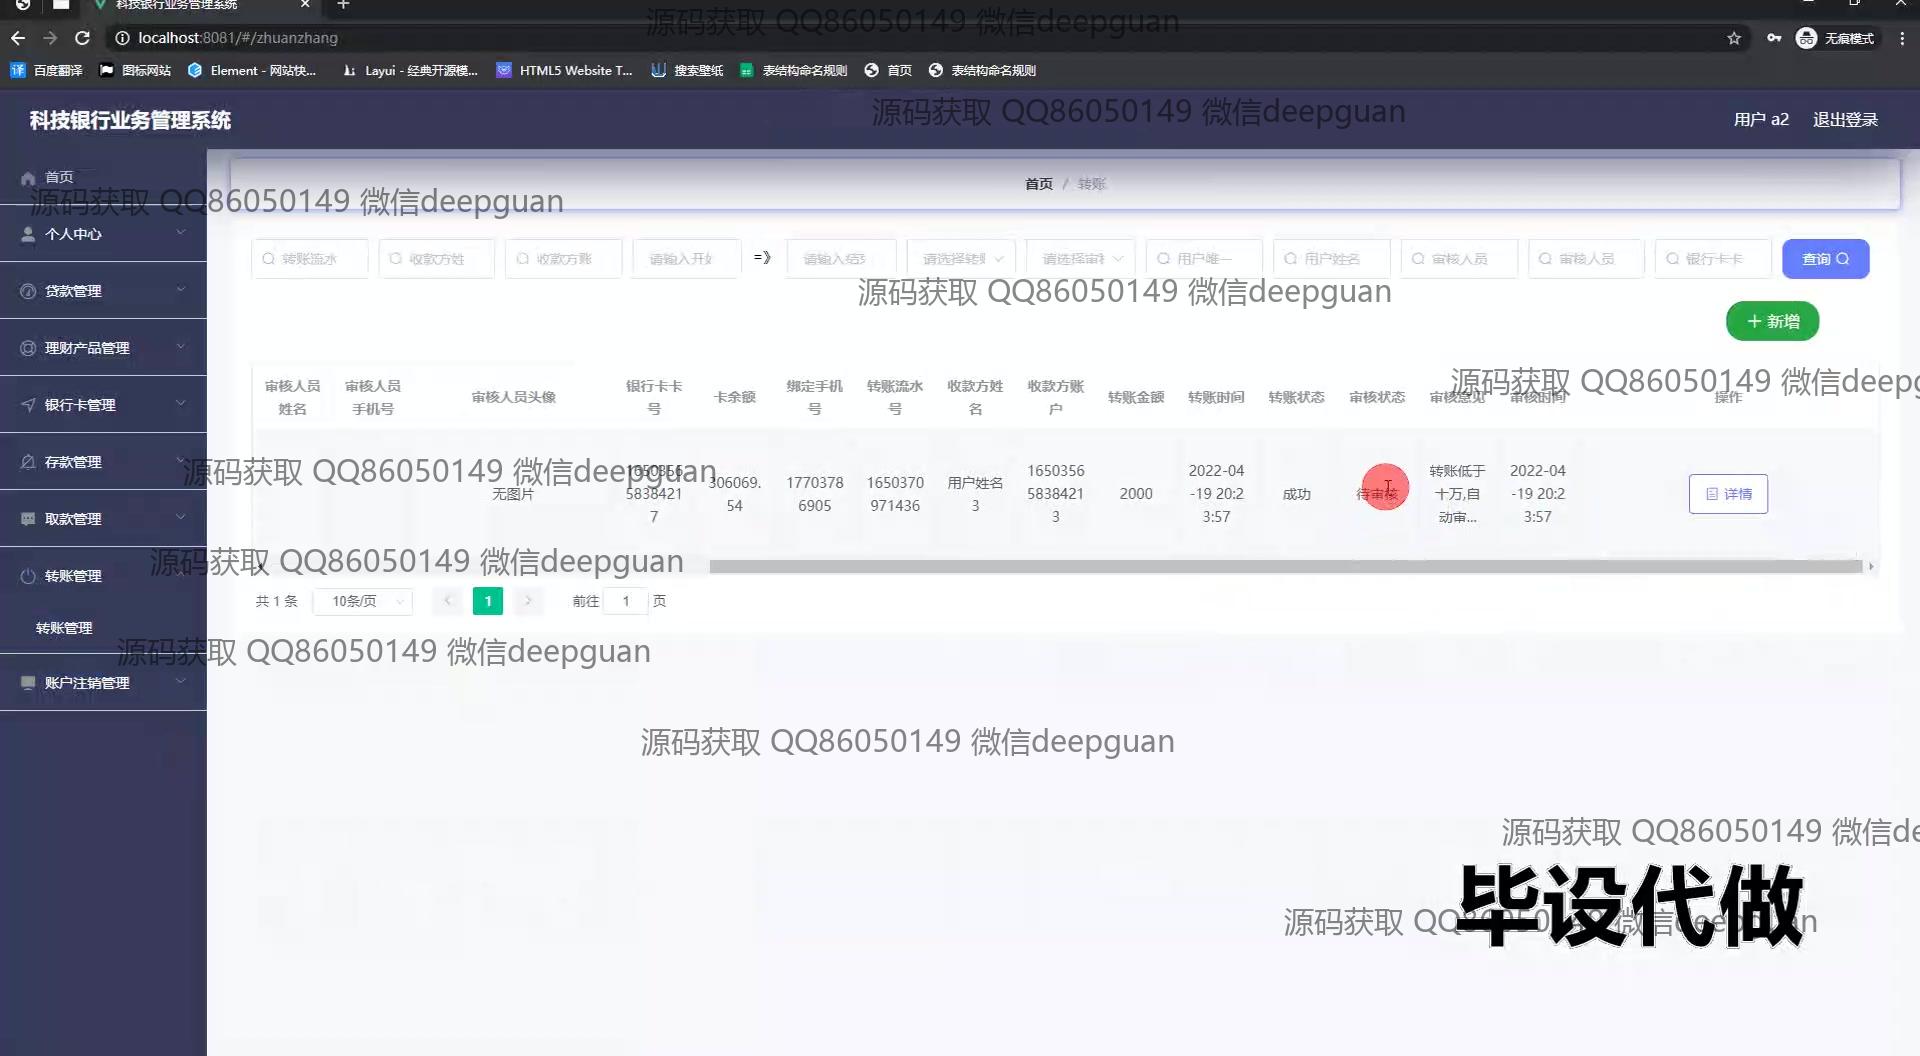 科技银行业务管理系统
localhost:8081/#/zhuanzhang
无痕模式
百度翻译
图标网站
Element - 网站快...
Layui - 经典开源模...
HTML5 Website T...
搜索壁纸
表结构命名规则
首页
表结构命名规则
源码获取 QQ86050149 微信deepguan
科技银行业务管理系统
源码获取 QQ86050149 微信deepguan
用户 a2
退出登录
首页
首页 / 转账
源码获取 QQ86050149 微信deepguan
个人中心
贷款管理
理财产品管理
银行卡管理
存款管理
取款管理
转账管理
转账管理
账户注销管理
转账流水
收款方姓
收款方账
请输入开始
=》
请输入结束
请选择转账
请选择审核
用户唯一
用户姓名
审核人员
审核人员
银行卡卡
查询
源码获取 QQ86050149 微信deepguan
新增
审核人员姓名
审核人员手机号
审核人员头像
银行卡卡号
卡余额
绑定手机号
转账流水号
收款方姓名
收款方账户
转账金额
转账时间
转账状态
审核状态
审核意见
审核时间
操作
源码获取 QQ86050149 微信deepg
无图片
1650356
5838421
7
306069.
54
1770378
6905
1650370
971436
用户姓名
3
1650356
5838421
3
2000
2022-04
-19 20:2
3:57
成功
待审核
转账低于
十万,自
动审...
2022-04
-19 20:2
3:57
详情
源码获取 QQ86050149 微信deepguan
源码获取 QQ86050149 微信deepguan
共 1 条
10条/页
1
前往 1 页
源码获取 QQ86050149 微信deepguan
源码获取 QQ86050149 微信deepguan
源码获取 QQ86050149 微信de
毕设代做
源码获取 QQ86050149 微信deepguan